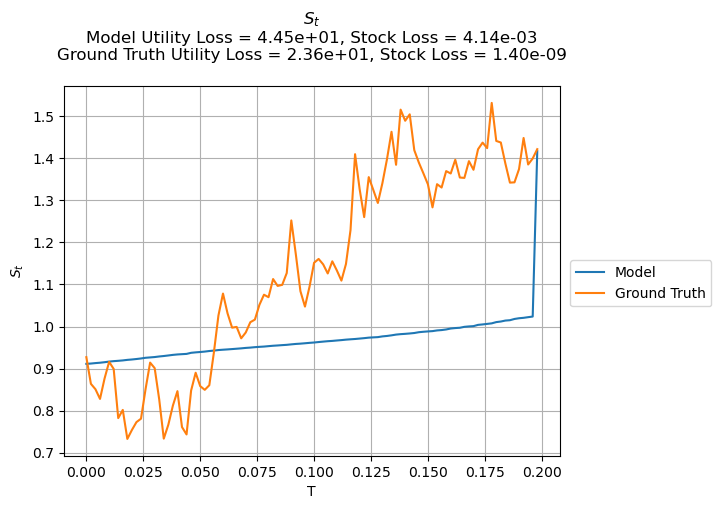 S_t
Model Utility Loss = 4.45e+01, Stock Loss = 4.14e-03
Ground Truth Utility Loss = 2.36e+01, Stock Loss = 1.40e-09
1.5
1.4
1.3
1.2
1.1
1.0
0.9
0.8
0.7
S_t
0.000 0.025 0.050 0.075 0.100 0.125 0.150 0.175 0.200
T
Model
Ground Truth